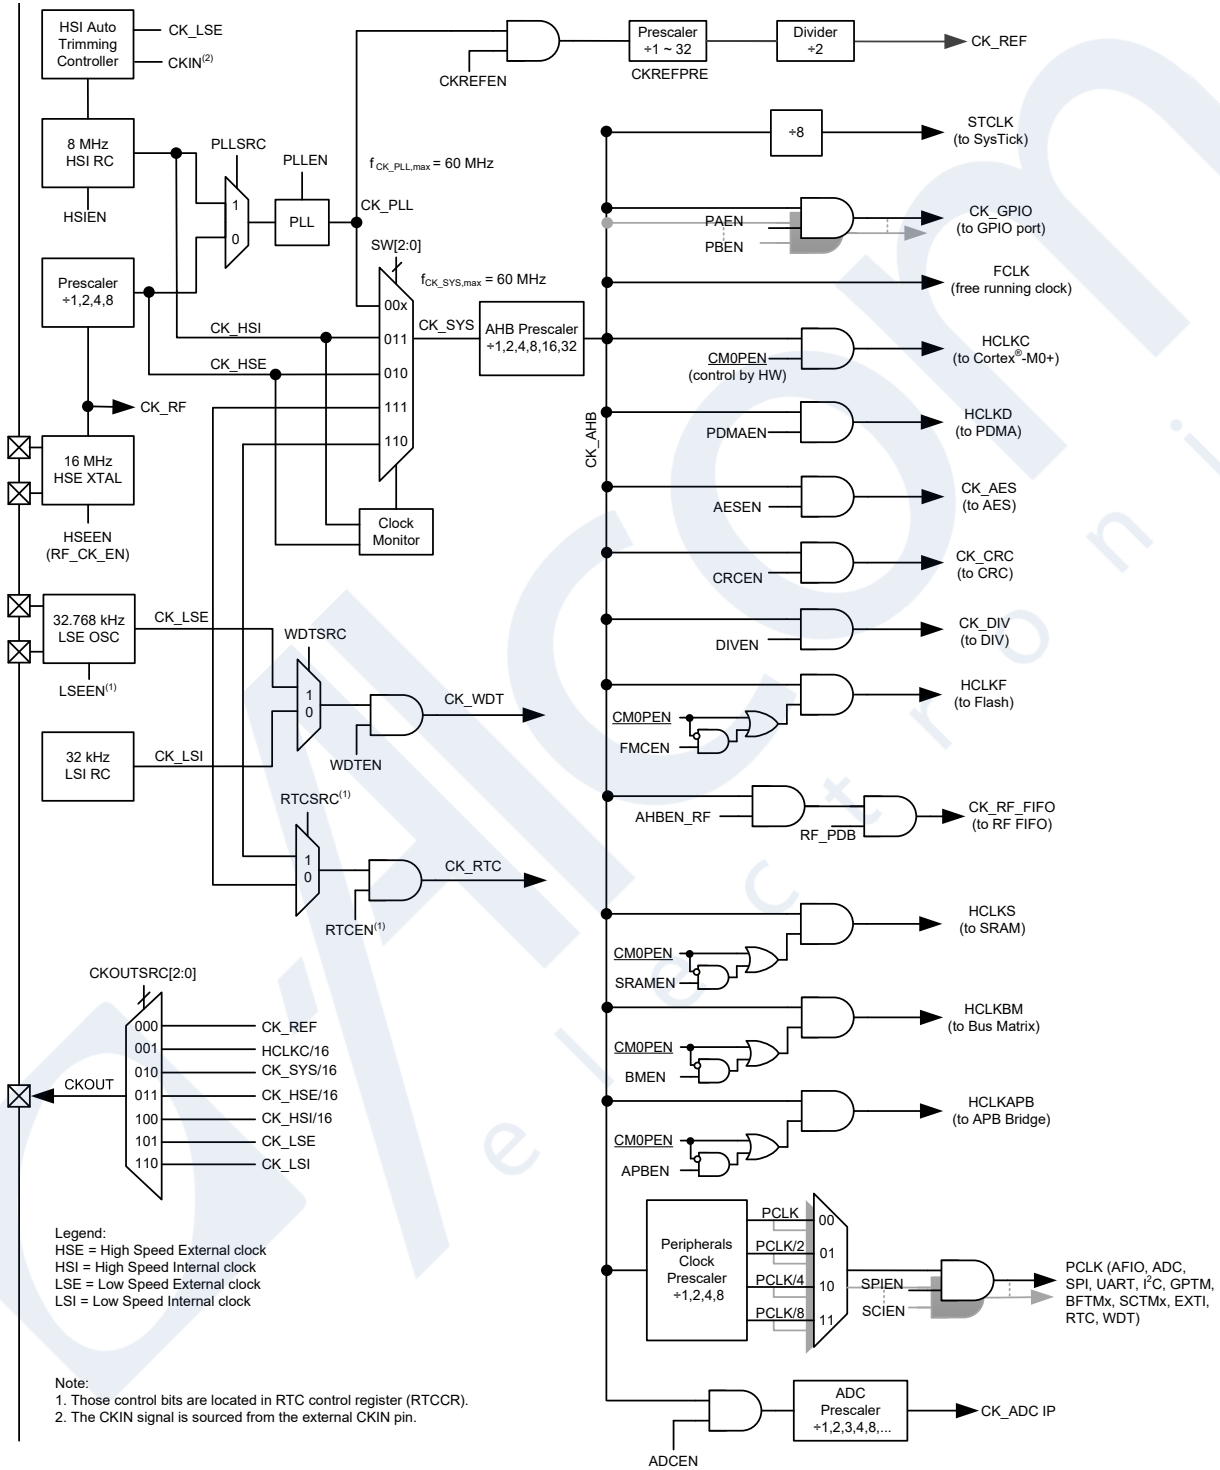 HSI Auto
Trimming
Controller
CK_LSE
CKIN(2)
8 MHz
HSI RC
HSIEN
PLLSRC
1
0
PLLEN
PLL
fCK_PLL,max = 60 MHz
CK_PLL
CKREFEN
Prescaler
÷1 ~ 32
CKREFPRE
Divider
÷2
CK_REF
Prescaler
÷1,2,4,8
CK_RF
16 MHz
HSE XTAL
HSEEN
(RF_CK_EN)
CK_HSI
CK_HSE
SW[2:0]
fCK_SYS,max = 60 MHz
00x
011
010
111
110
CK_SYS
AHB Prescaler
÷1,2,4,8,16,32
Clock
Monitor
CK_AHB
÷8
STCLK
(to SysTick)
PAEN
PBEN
CK_GPIO
(to GPIO port)
FCLK
(free running clock)
CM0PEN
(control by HW)
HCLKC
(to Cortex®-M0+)
PDMAEN
HCLKD
(to PDMA)
AESEN
CK_AES
(to AES)
CRCEN
CK_CRC
(to CRC)
DIVEN
CK_DIV
(to DIV)
CM0PEN
FMCEN
HCLKF
(to Flash)
AHBEN_RF
RF_PDB
CK_RF_FIFO
(to RF FIFO)
CM0PEN
SRAMEN
HCLKS
(to SRAM)
CM0PEN
BMEN
HCLKBM
(to Bus Matrix)
CM0PEN
APBEN
HCLKAPB
(to APB Bridge)
Peripherals
Clock
Prescaler
÷1,2,4,8
PCLK
PCLK/2
PCLK/4
PCLK/8
00
01
10
11
SPIEN
SCIEN
PCLK (AFIO, ADC,
SPI, UART, I2C, GPTM,
BFTMx, SCTMx, EXTI,
RTC, WDT)
ADCEN
ADC
Prescaler
÷1,2,3,4,8,...
CK_ADC IP
32.768 kHz
LSE OSC
LSEEN(1)
CK_LSE
32 kHz
LSI RC
CK_LSI
WDTSRC
1
0
WDTEN
CK_WDT
RTCSRC(1)
1
0
RTCEN(1)
CK_RTC
CKOUTSRC[2:0]
CKOUT
000 CK_REF
001 HCLKC/16
010 CK_SYS/16
011 CK_HSE/16
100 CK_HSI/16
101 CK_LSE
110 CK_LSI
Legend:
HSE = High Speed External clock
HSI = High Speed Internal clock
LSE = Low Speed External clock
LSI = Low Speed Internal clock
Note:
1. Those control bits are located in RTC control register (RTCCR).
2. The CKIN signal is sourced from the external CKIN pin.